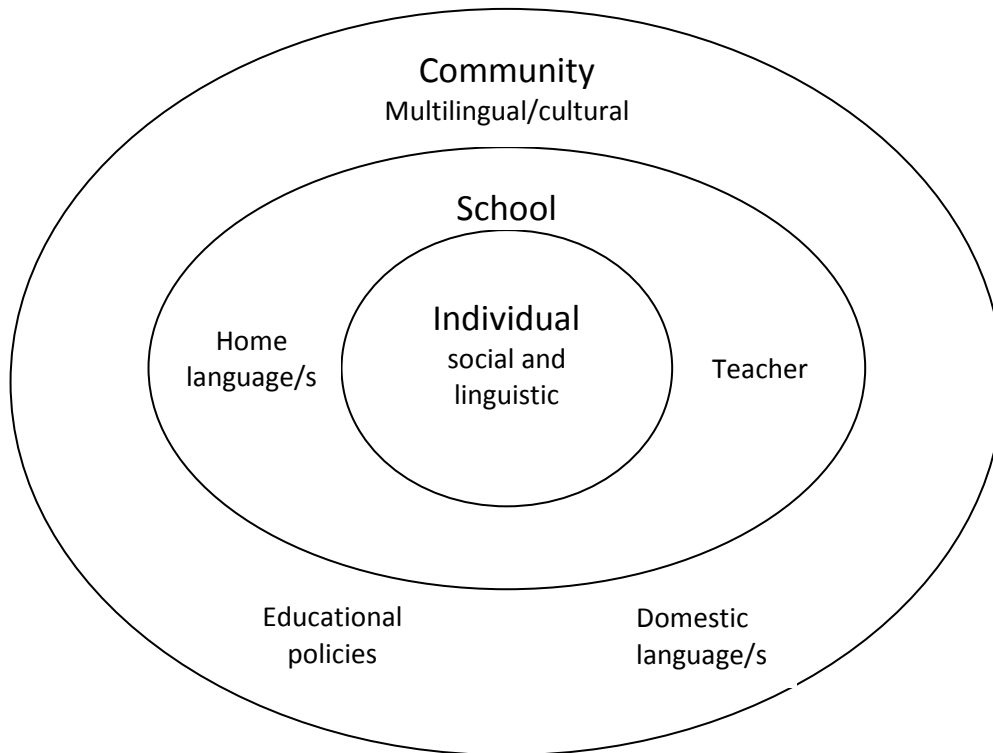 Community
Multilingual/cultural
School
Individual
social and
linguistic
Home
language/s
Teacher
Educational
policies
Domestic
language/s